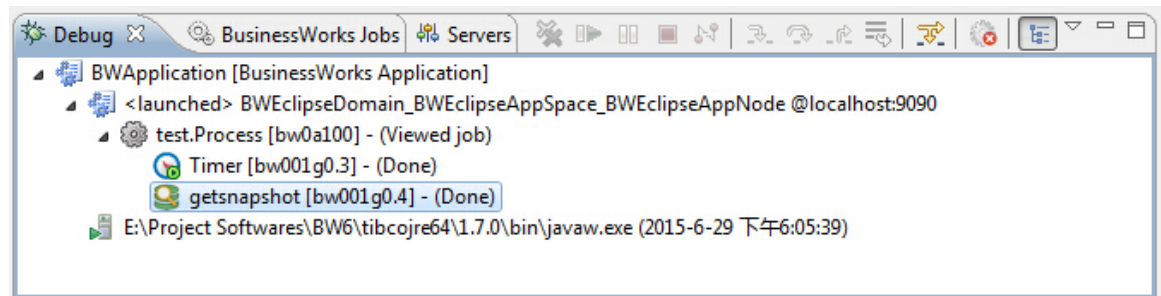 Debug BusinessWorks Jobs Servers
BWApplication [BusinessWorks Application]
<launched> BWEclipseDomain_BWEclipseAppSpace_BWEclipseAppNode @localhost:9090
test.Process [bw0a100] - (Viewed job)
Timer [bw001g0.3] - (Done)
getsnapshot [bw001g0.4] - (Done)
E:\Project Softwares\BW6\tibcojre64\1.7.0\bin\javaw.exe (2015-6-29 下午6:05:39)